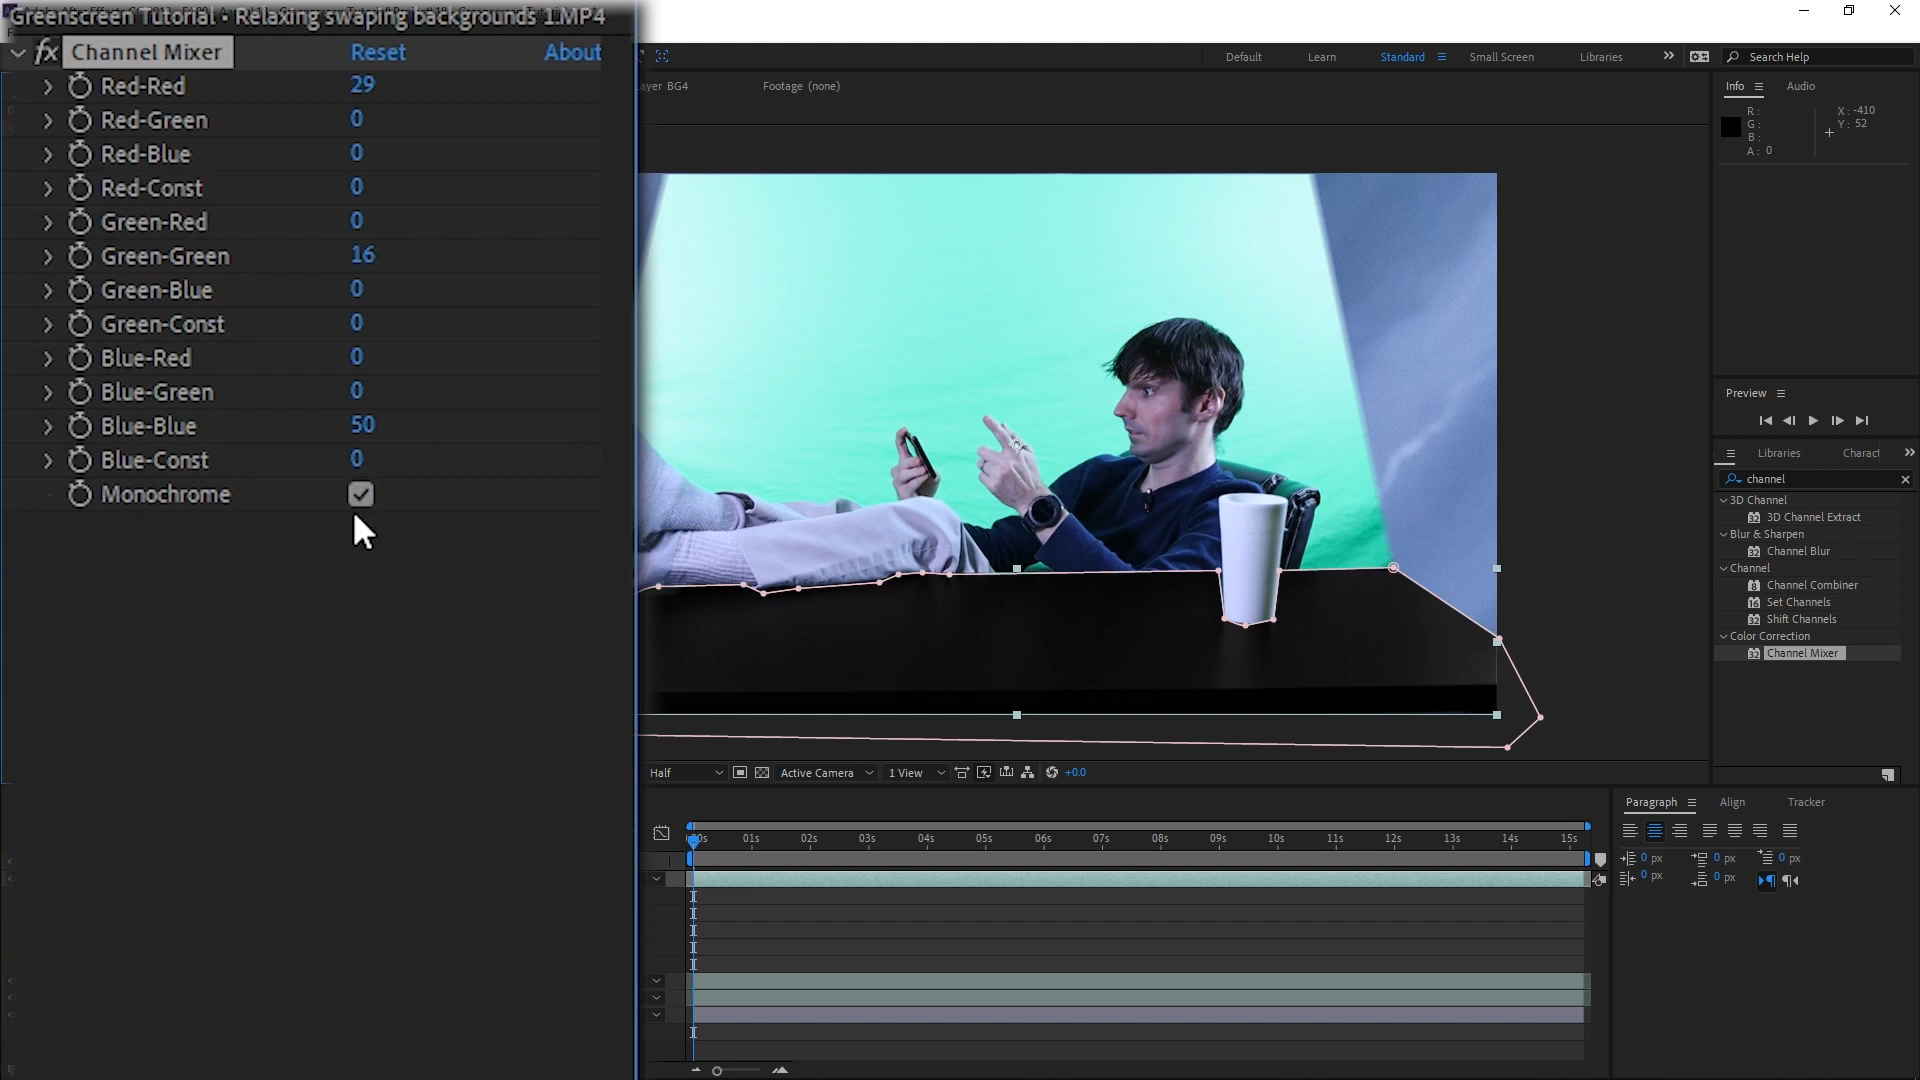 Greenscreen Tutorial • Relaxing swaping backgrounds 1.MP4
fx Channel Mixer Reset About
Red-Red 29
Red-Green 0
Red-Blue 0
Red-Const 0
Green-Red 0
Green-Green 16
Green-Blue 0
Green-Const 0
Blue-Red 0
Blue-Green 0
Blue-Blue 50
Blue-Const 0
Monochrome
Default Learn Standard Small Screen Libraries Search Help
ayer BG4 Footage (none)
Info Audio
R:
G:
B:
A: 0
X: -410
Y: 52
Preview
Libraries Charact
channel
3D Channel
3D Channel Extract
Blur & Sharpen
Channel Blur
Channel
Channel Combiner
Set Channels
Shift Channels
Color Correction
Channel Mixer
Half Active Camera 1 View +0.0
00s 01s 02s 03s 04s 05s 06s 07s 08s 09s 10s 11s 12s 13s 14s 15s
Paragraph Align Tracker
0 px 0 px 0 px
0 px 0 px